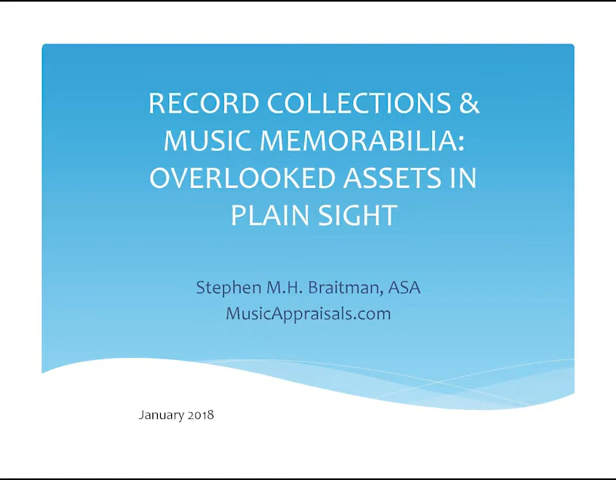 RECORD COLLECTIONS &
MUSIC MEMORABILIA:
OVERLOOKED ASSETS IN
PLAIN SIGHT
Stephen M.H. Braitman, ASA
MusicAppraisals.com
January 2018